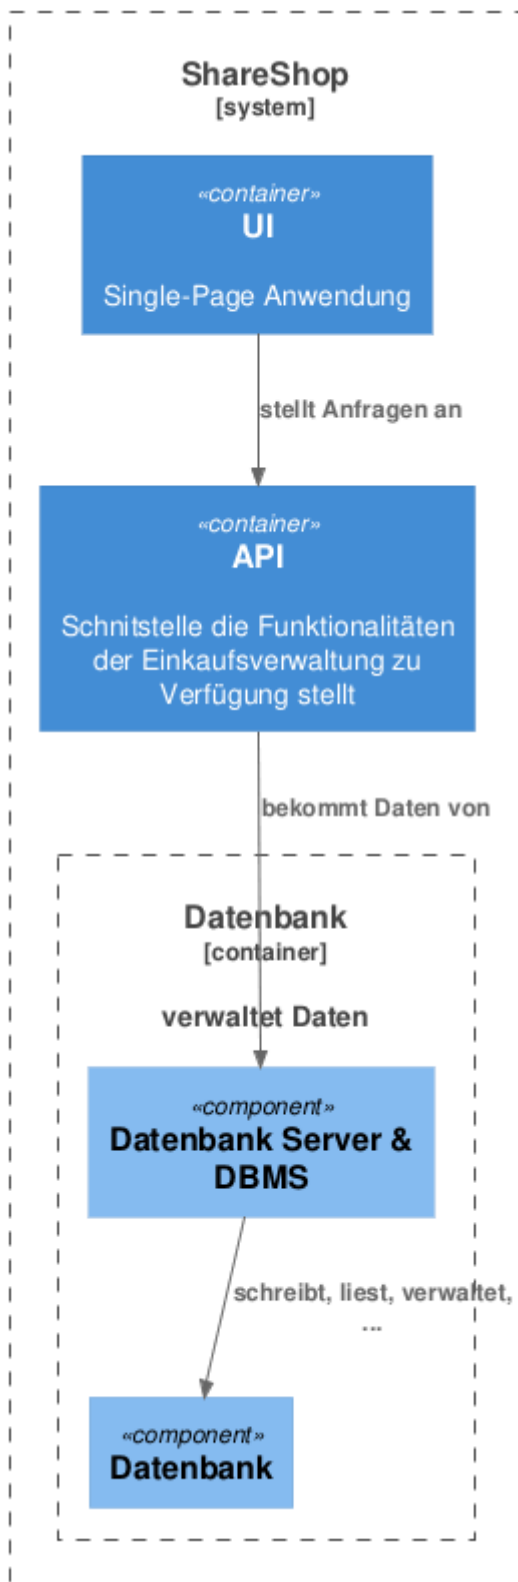 ShareShop
[system]
«container»
UI
Single-Page Anwendung
stellt Anfragen an
«container»
API
Schnitstelle die Funktionalitäten
der Einkaufsverwaltung zu
Verfügung stellt
bekommt Daten von
Datenbank
[container]
verwaltet Daten
«component»
Datenbank Server &
DBMS
schreibt, liest, verwaltet,
...
«component»
Datenbank